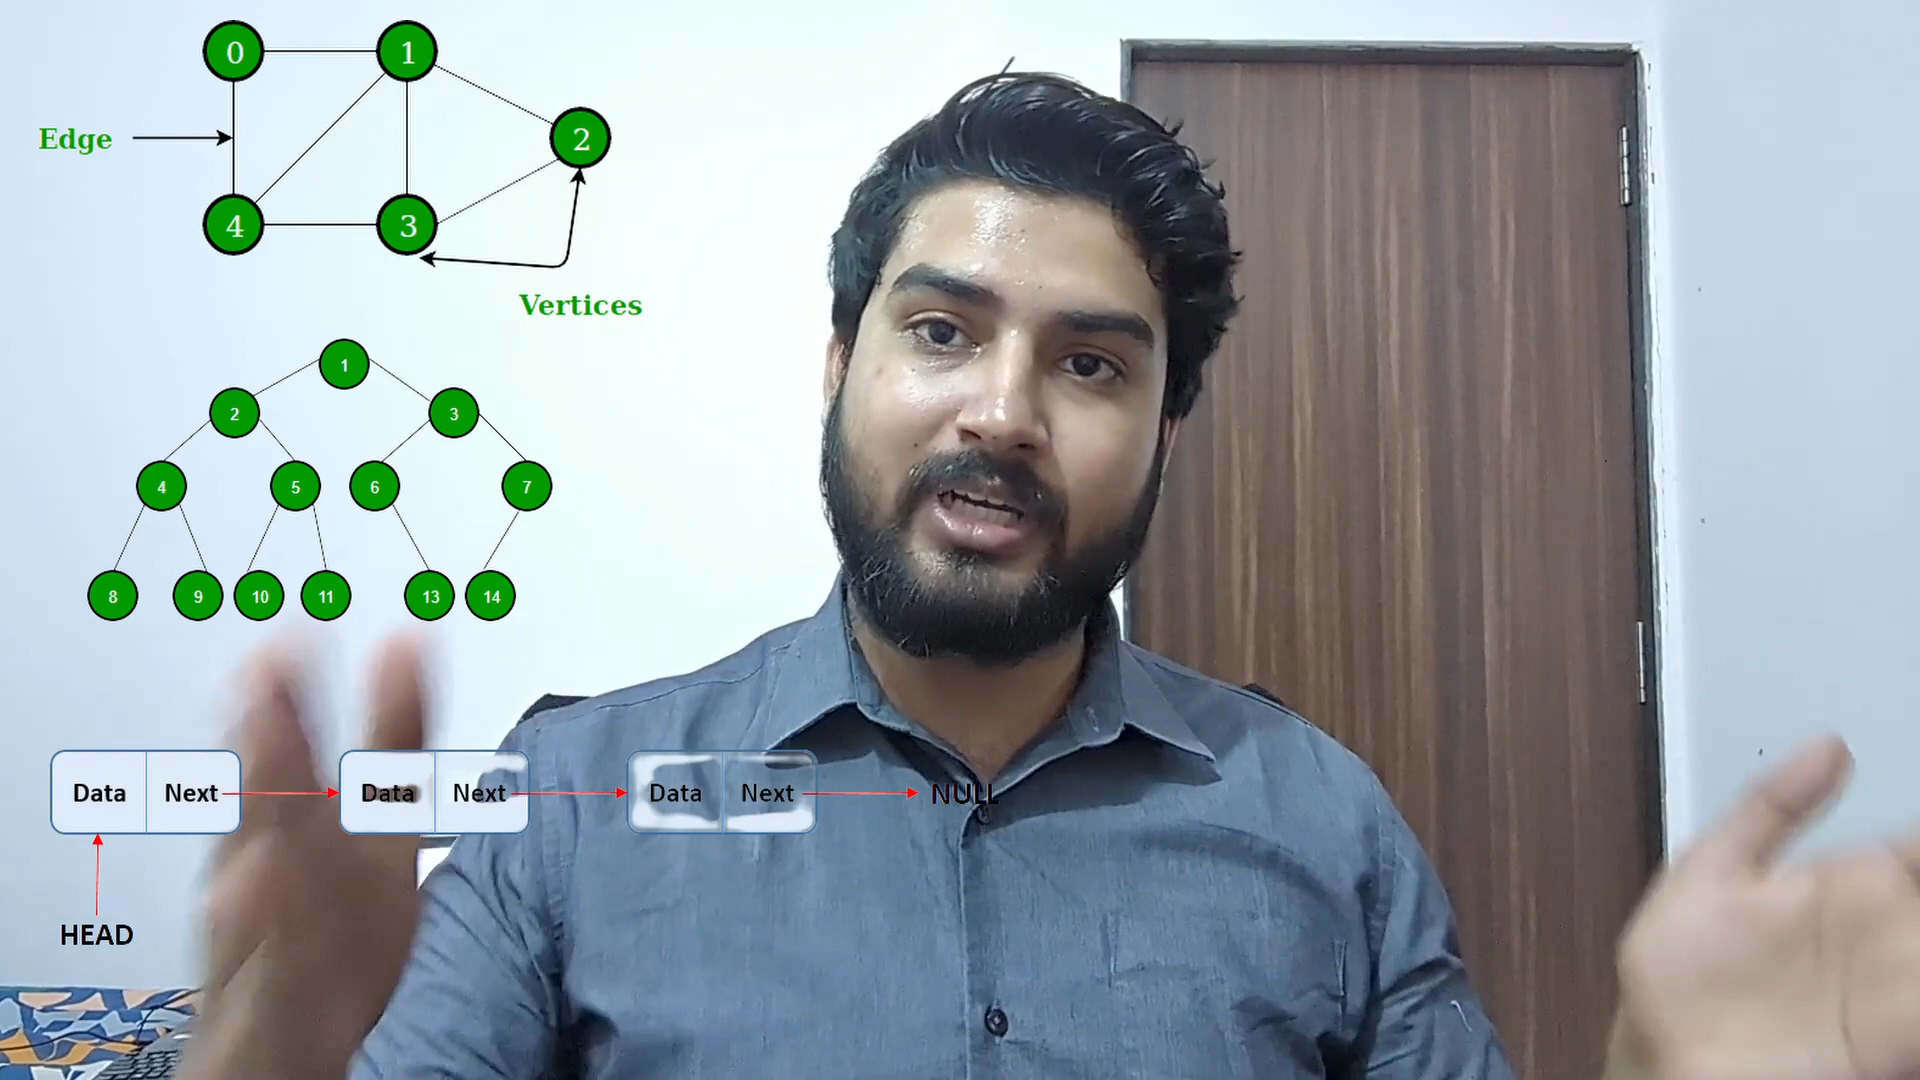 0 1
Edge
2
4 3
Vertices
1
2 3
4 5 6 7
8 9 10 11 13 14
Data Next Data Next Data Next NULL
HEAD